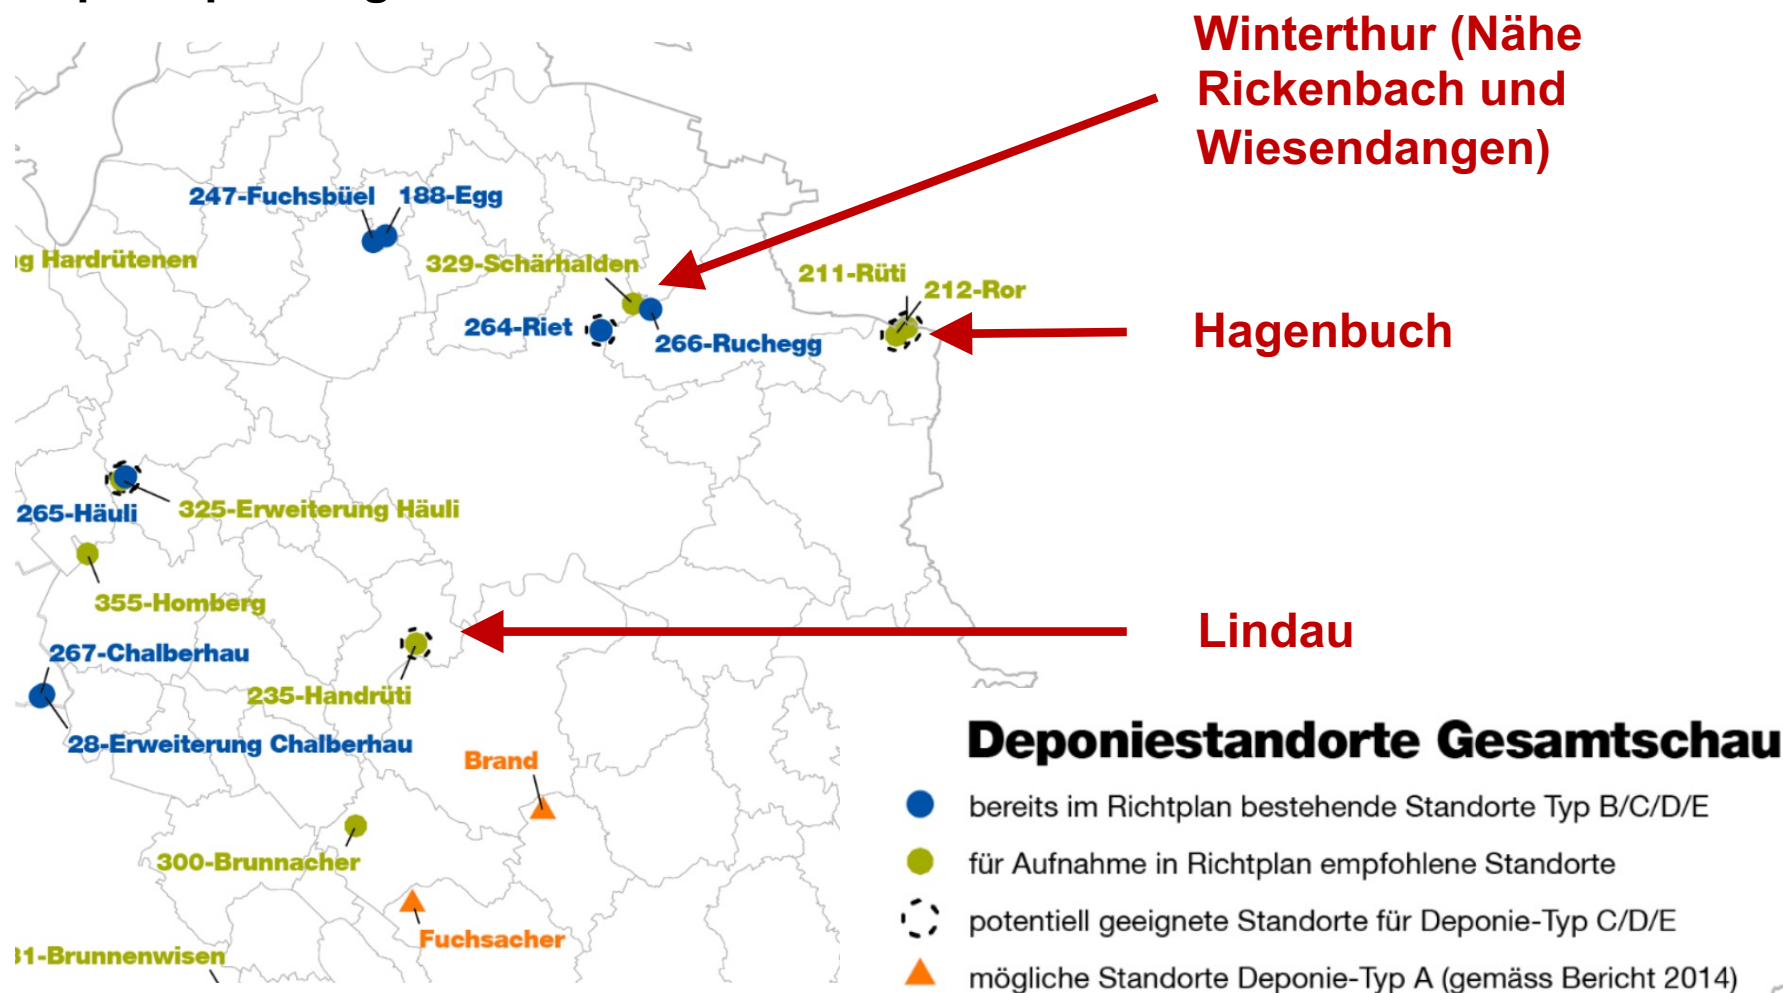 Winterthur (Nähe
Rickenbach und
Wiesendangen)
247-Fuchsbüel
188-Egg
Hardrütenen
329-Schärhalden
211-Rüti
212-Ror
264-Riet
266-Ruchegg
Hagenbuch
265-Häuli
325-Erweiterung Häuli
355-Homberg
Lindau
267-Chalberhau
235-Handrüti
28-Erweiterung Chalberhau
Brand
300-Brunnacher
Fuchsacher
1-Brunnenwisen
Deponiestandorte Gesamtschau
bereits im Richtplan bestehende Standorte Typ B/C/D/E
für Aufnahme in Richtplan empfohlene Standorte
potentiell geeignete Standorte für Deponie-Typ C/D/E
mögliche Standorte Deponie-Typ A (gemäss Bericht 2014)